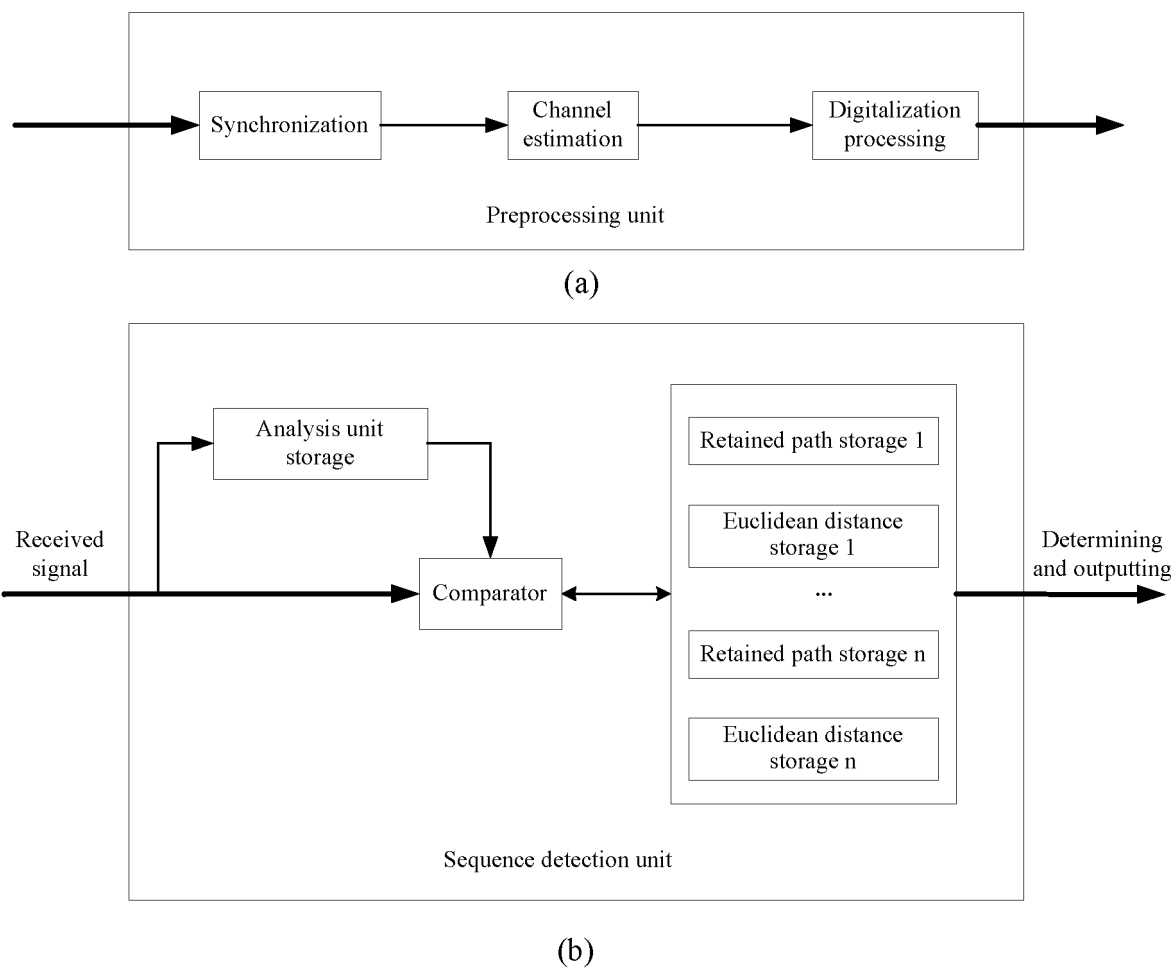 Synchronization
Channel
estimation
Digitalization
processing
Preprocessing unit
(a)
Analysis unit
storage
Received
signal
Comparator
Retained path storage 1
Euclidean distance
storage 1
...
Retained path storage n
Euclidean distance
storage n
Determining
and outputting
Sequence detection unit
(b)